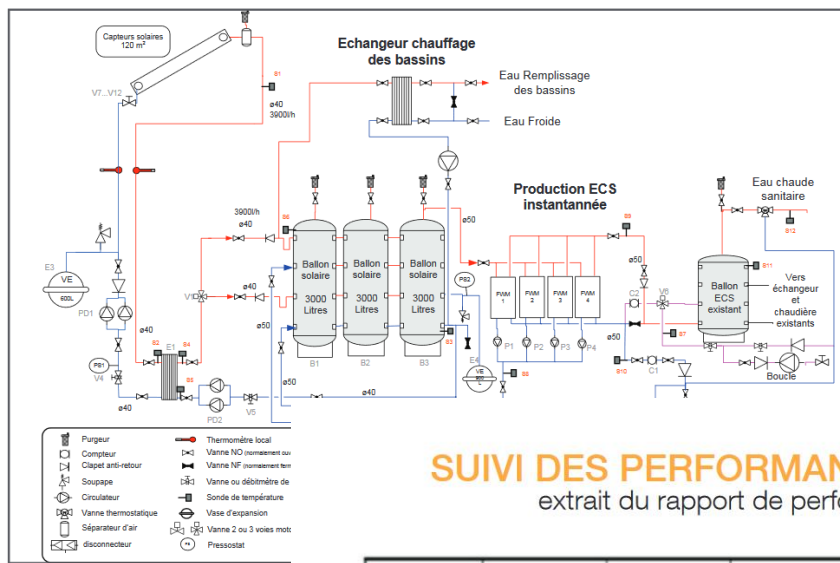 Capteurs solaires
120 m²
B1
V7...V12
ø40
3900l/h
Echangeur chauffage
des bassins
Eau Remplissage
des bassins
Eau Froide
Production ECS
instantannée
Eau chaude
sanitaire
B12
3900l/h
ø40
B6
ø50
B9
E3
VE
600L
PD1
V1
ø40
Ballon
solaire
3000
Litres
Ballon
solaire
3000
Litres
Ballon
solaire
3000
Litres
PB2
FWM
1
FWM
2
FWM
3
FWM
4
ø50
C2
V6
B11
Ballon
ECS
existant
Vers
échangeur
et
chaudière
existants
ø40
E1
B2
B4
ø50
B3
P1
P2
P3
P4
B7
ø50
PB1
V4
B5
ø50
B1
B2
B3
E4
VE
L
B8
B10
C1
Boucle
ø40
PD2
V5
ø40
Purgeur
Compteur
Clapet anti-retour
Soupape
Circulateur
Vanne thermostatique
Séparateur d'air
disconnecteur
Thermomètre local
Vanne NO (normalement
Vanne NF (normalement
Vanne ou débitmètre de
Sonde de température
Vase d'expansion
Vanne 2 ou 3 voies
Pressostat
SUIVI DES PERFORMAN
extrait du rapport de perfo